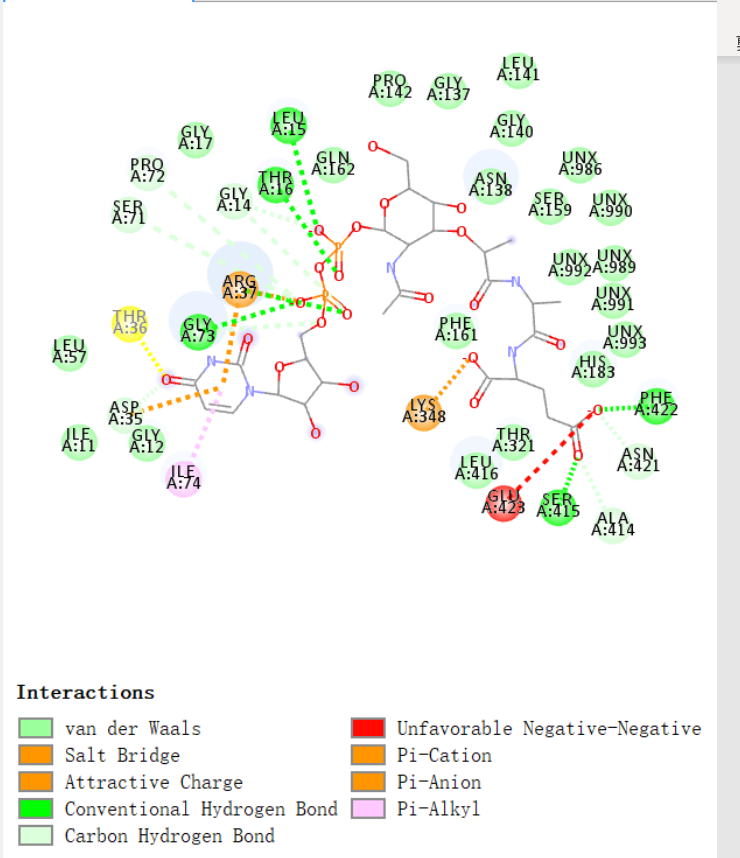 LEU
A:141
PRO
A:142
GLY
A:137
LEU
A:15
GLY
A:140
GLY
A:17
GLN
A:162
UNX
A:986
PRO
A:72
THR
A:16
ASN
A:138
GLY
A:14
SER
A:71
SER
A:159
UNX
A:990
UNX
A:992
UNX
A:989
ARG
A:37
UNX
A:991
THR
A:36
GLY
A:73
PHE
A:161
UNX
A:993
LEU
A:57
HIS
A:183
ASP
A:35
LYS
A:348
PHE
A:422
ILE
A:11
GLY
A:12
THR
A:321
ASN
A:421
ILE
A:74
LEU
A:416
GLU
A:423
SER
A:415
ALA
A:414
O
O
O
O
N
O
-O
P
O
O
O
P
O
-O
O
N
O
N
O
N
O
O
O
O
N
O
-O
O
-O
O
Interactions
van der Waals
Salt Bridge
Attractive Charge
Conventional Hydrogen Bond
Carbon Hydrogen Bond
Unfavorable Negative-Negative
Pi-Cation
Pi-Anion
Pi-Alkyl